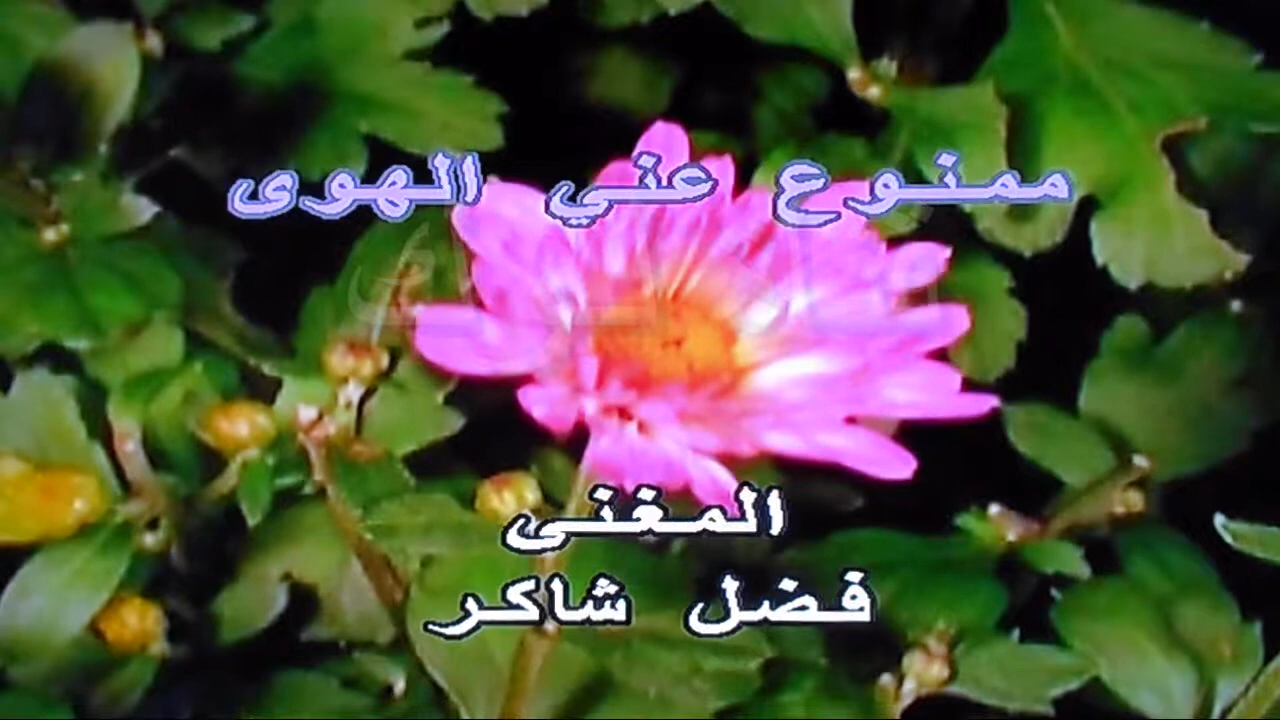 ممنوع عني الهوى
المغنى
فضل شاكر